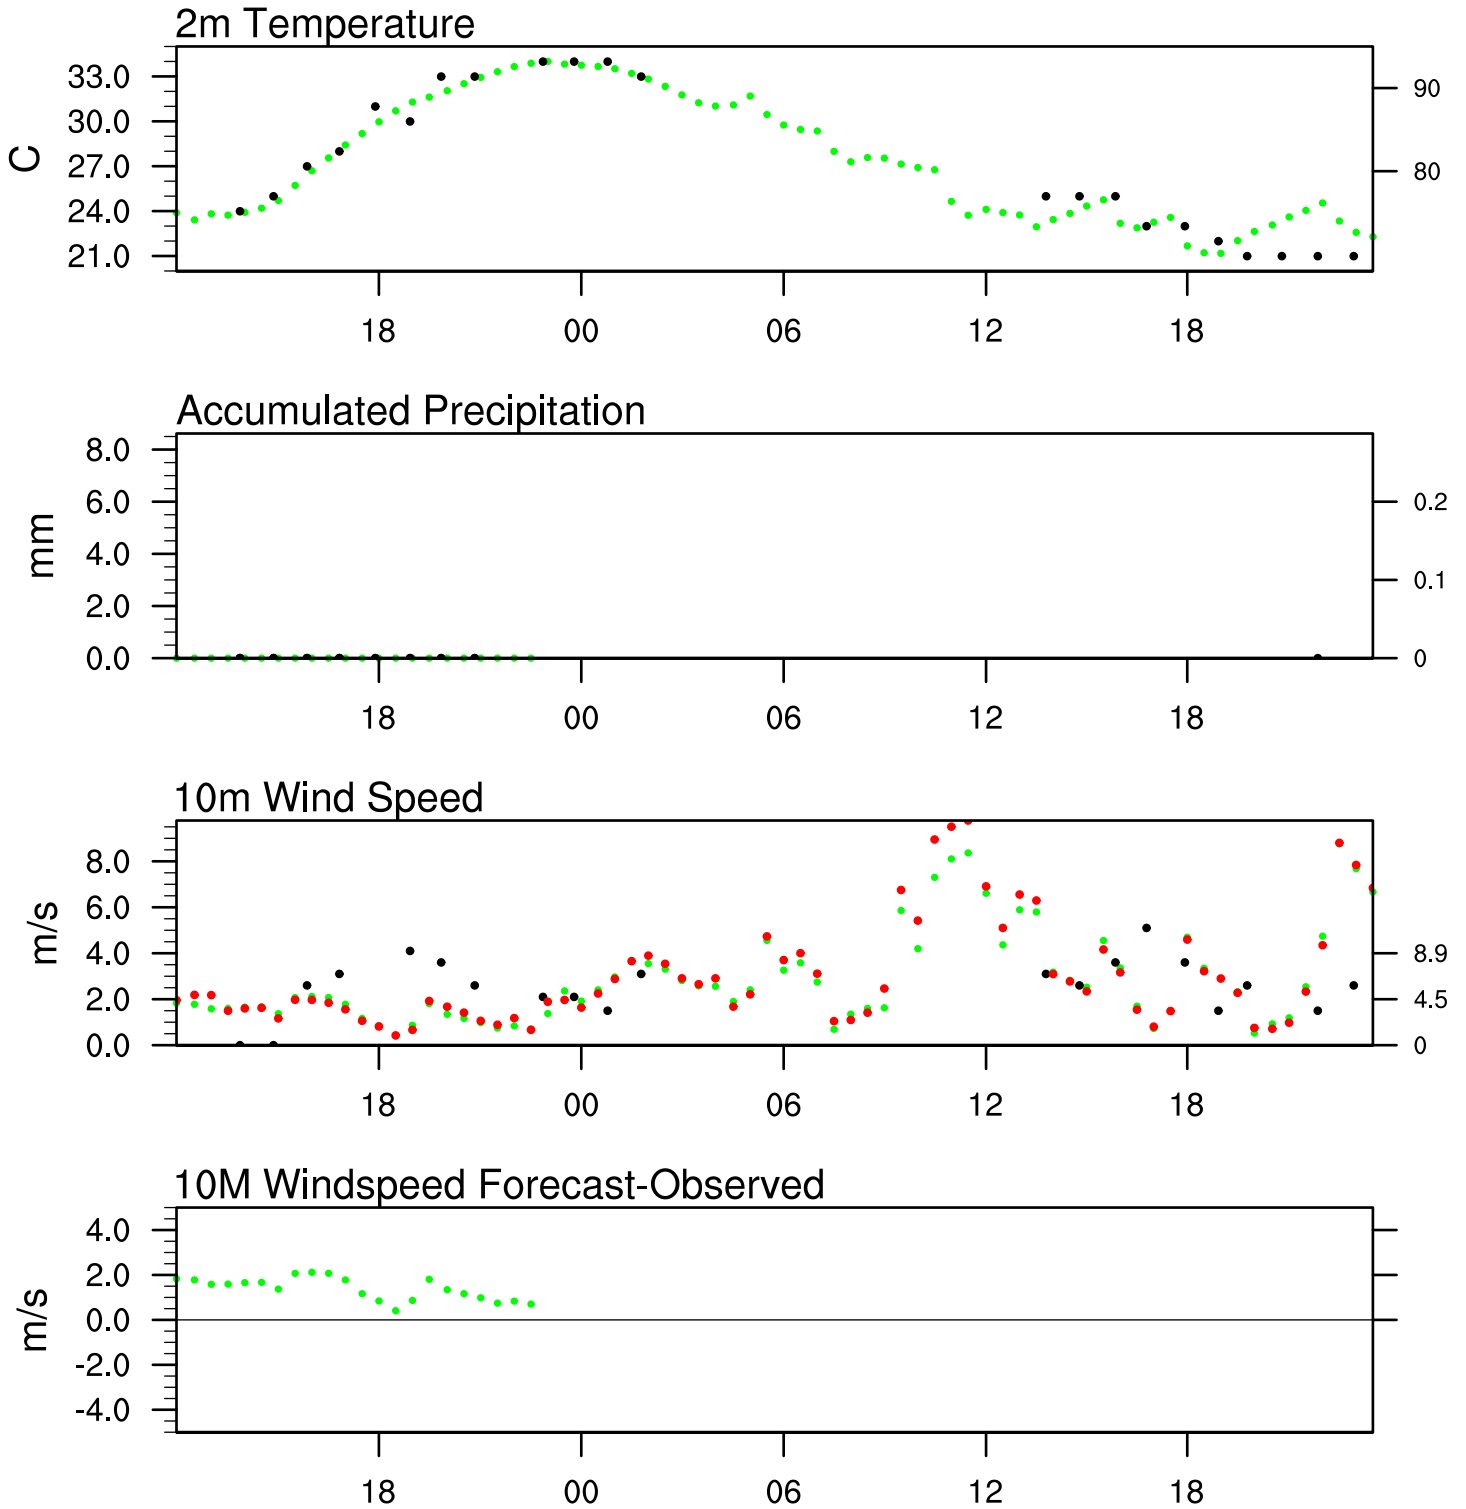 2m Temperature
33.0
30.0
27.0
24.0
21.0
C
90
80
18 00 06 12 18
Accumulated Precipitation
8.0
6.0
4.0
2.0
0.0
mm
0.2
0.1
0
18 00 06 12 18
10m Wind Speed
8.0
6.0
4.0
2.0
0.0
m/s
8.9
4.5
0
18 00 06 12 18
10M Windspeed Forecast-Observed
4.0
2.0
0.0
-2.0
-4.0
m/s
18 00 06 12 18